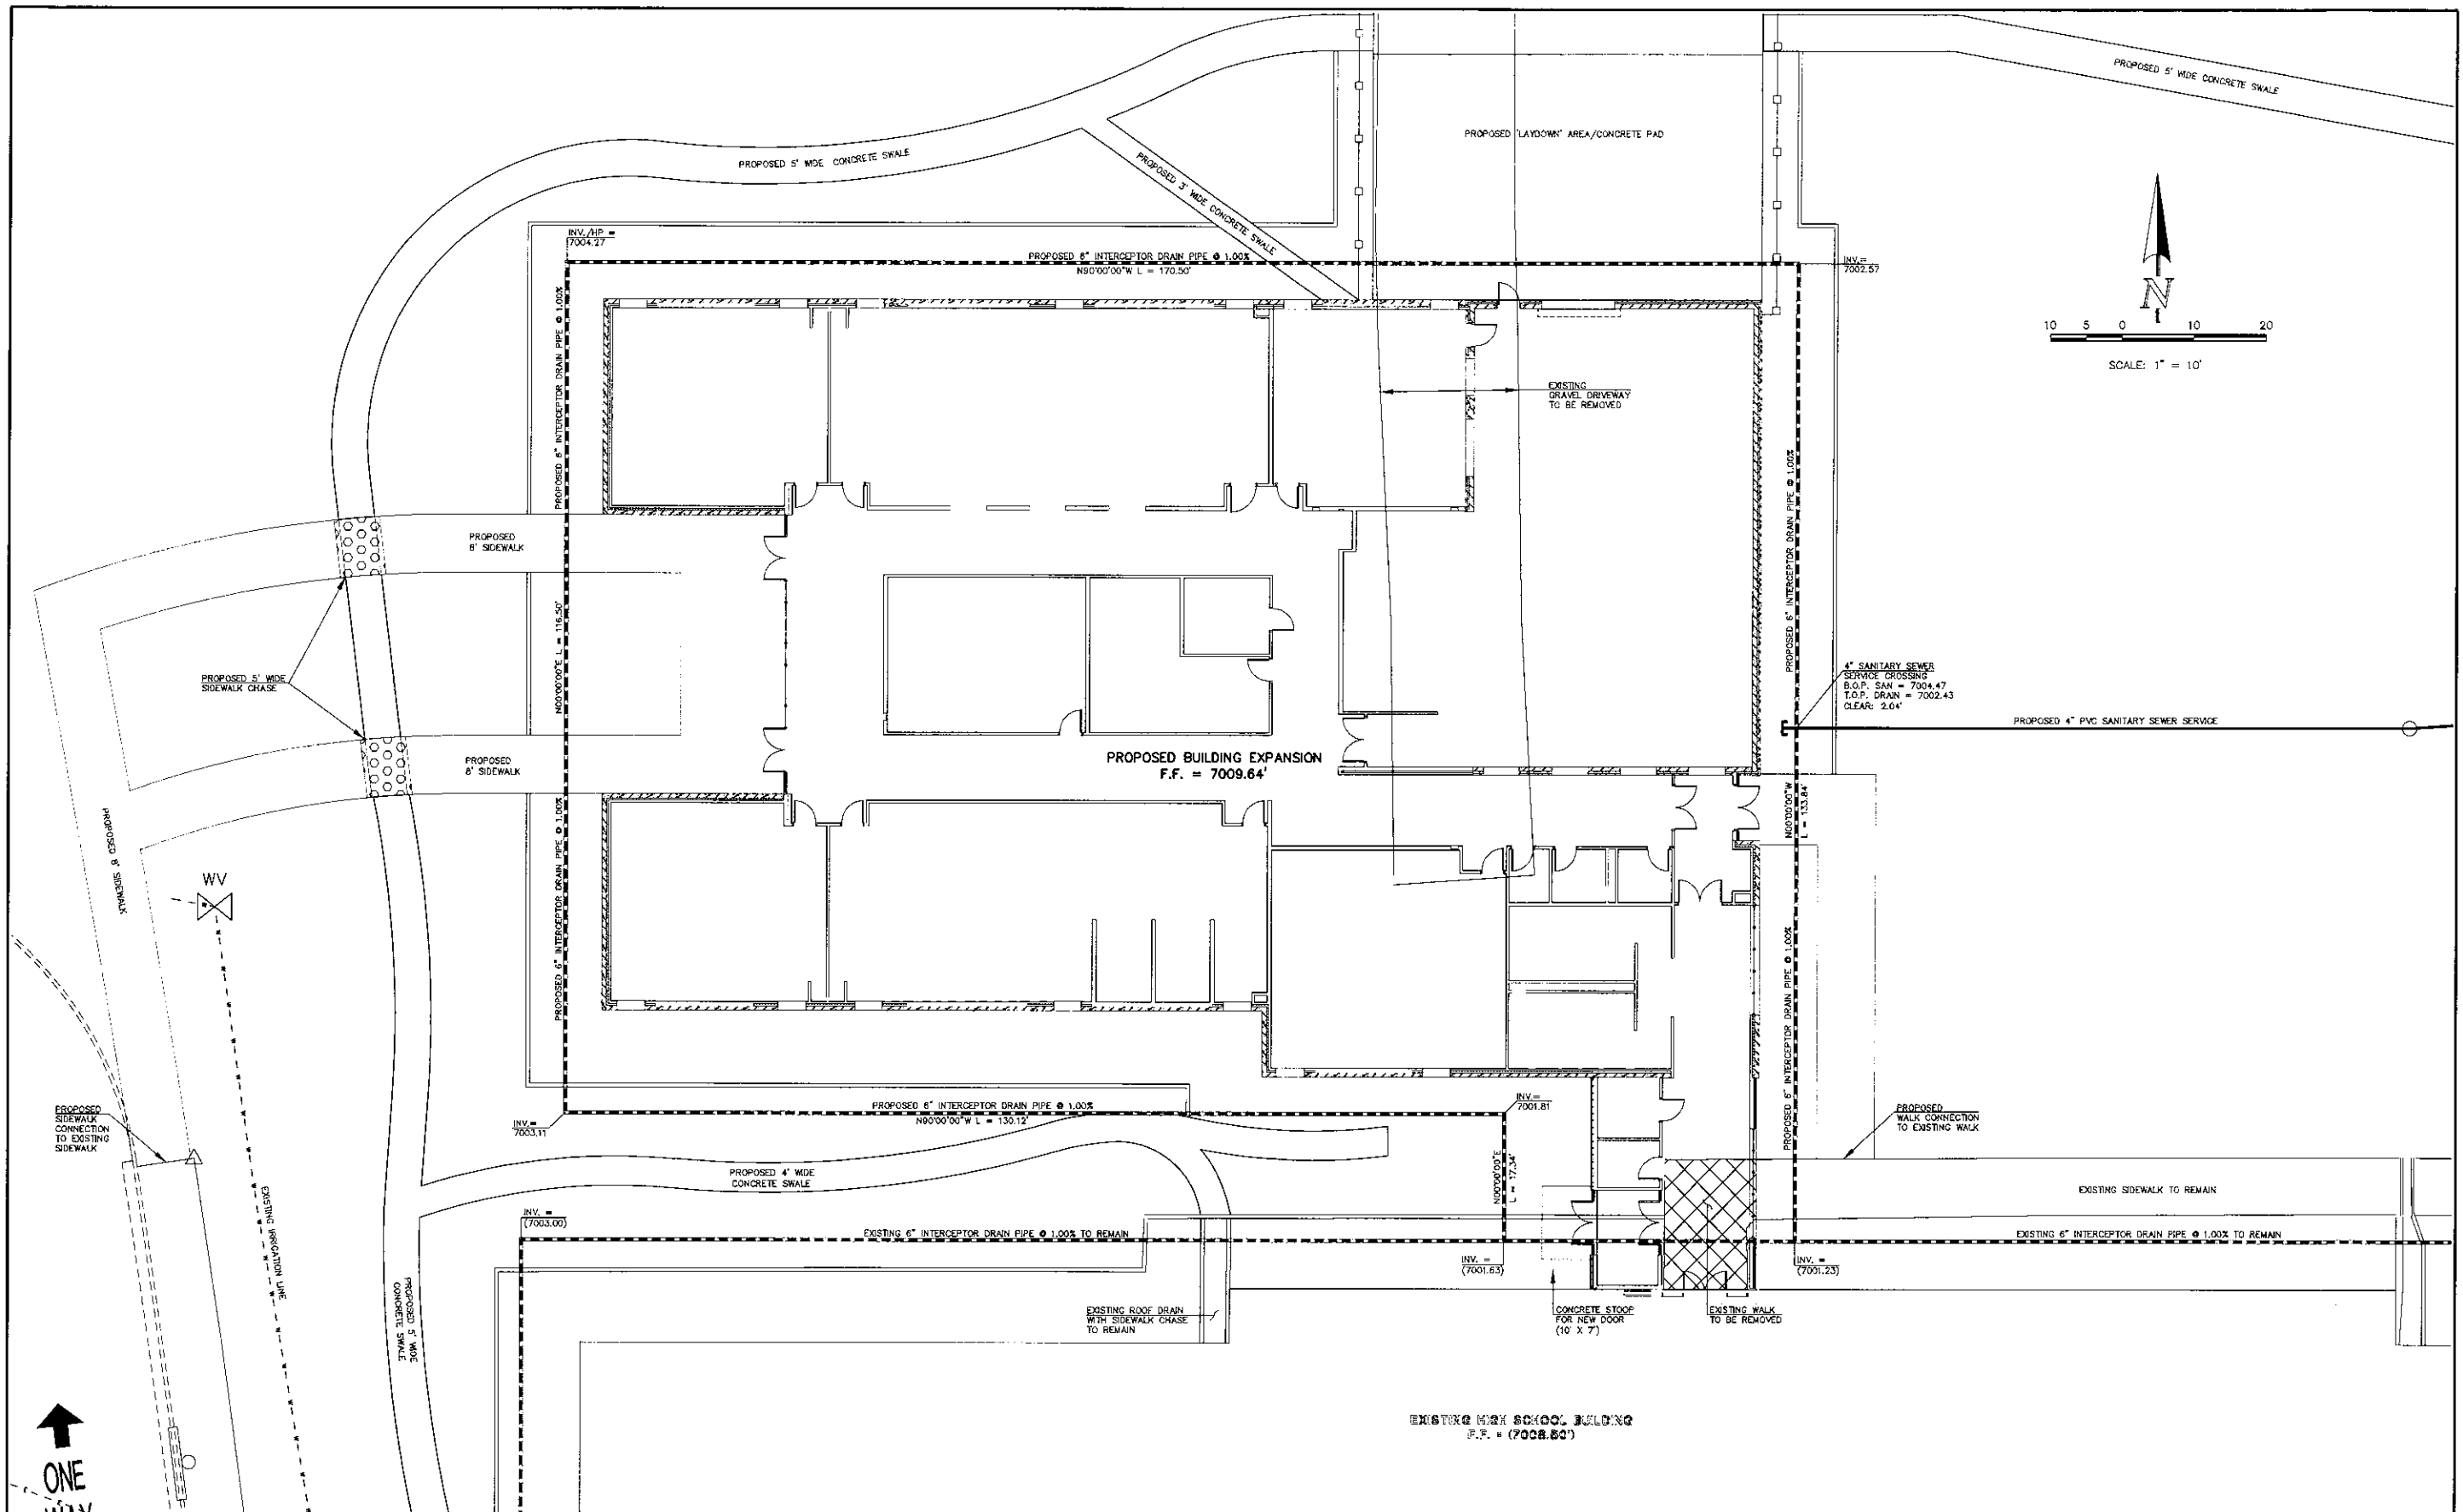 PROPOSED 5' WIDE CONCRETE SWALE
PROPOSED 'LAYDOWN' AREA/CONCRETE PAD
PROPOSED 5' WIDE CONCRETE SWALE
PROPOSED 3' WIDE CONCRETE SWALE
INV./HP =
7004.27
PROPOSED 6" INTERCEPTOR DRAIN PIPE @ 1.00%
N90°00'00"W L = 170.50'
INV.=
7002.57
N
10 5 0 10 20
SCALE: 1" = 10'
PROPOSED 6" INTERCEPTOR DRAIN PIPE @ 1.00%
EXISTING
GRAVEL DRIVEWAY
TO BE REMOVED
PROPOSED
8' SIDEWALK
PROPOSED 6" INTERCEPTOR DRAIN PIPE @ 1.00%
N00°00'00"E L = 116.50'
PROPOSED 5' WIDE
SIDEWALK CHASE
4" SANITARY SEWER
SERVICE CROSSING
B.O.P. SAN = 7004.47
T.O.P. DRAIN = 7002.43
CLEAR: 2.04'
PROPOSED 4" PVC SANITARY SEWER SERVICE
PROPOSED
8' SIDEWALK
PROPOSED BUILDING EXPANSION
F.F. = 7009.64'
N00°00'00"W
L = 133.84'
PROPOSED 8' SIDEWALK
WV
PROPOSED 6" INTERCEPTOR DRAIN PIPE @ 1.00%
PROPOSED 6" INTERCEPTOR DRAIN PIPE @ 1.00%
PROPOSED
SIDEWALK
CONNECTION
TO EXISTING
SIDEWALK
INV.=
7003.11
PROPOSED 6" INTERCEPTOR DRAIN PIPE @ 1.00%
N90°00'00"W L = 130.12'
INV.=
7001.81
PROPOSED
WALK CONNECTION
TO EXISTING WALK
PROPOSED 4' WIDE
CONCRETE SWALE
N00°00'00"E
L = 17.34'
EXISTING SIDEWALK TO REMAIN
EXISTING IRRIGATION LINE
INV. =
(7003.00)
EXISTING 6" INTERCEPTOR DRAIN PIPE @ 1.00% TO REMAIN
EXISTING 6" INTERCEPTOR DRAIN PIPE @ 1.00% TO REMAIN
INV. =
(7001.63)
INV. =
(7001.23)
PROPOSED 5' WIDE
CONCRETE SWALE
EXISTING ROOF DRAIN
WITH SIDEWALK CHASE
TO REMAIN
CONCRETE STOOP
FOR NEW DOOR
(10' X 7')
EXISTING WALK
TO BE REMOVED
EXISTING HIGH SCHOOL BUILDING
F.F. = (7008.60')
ONE
WAY